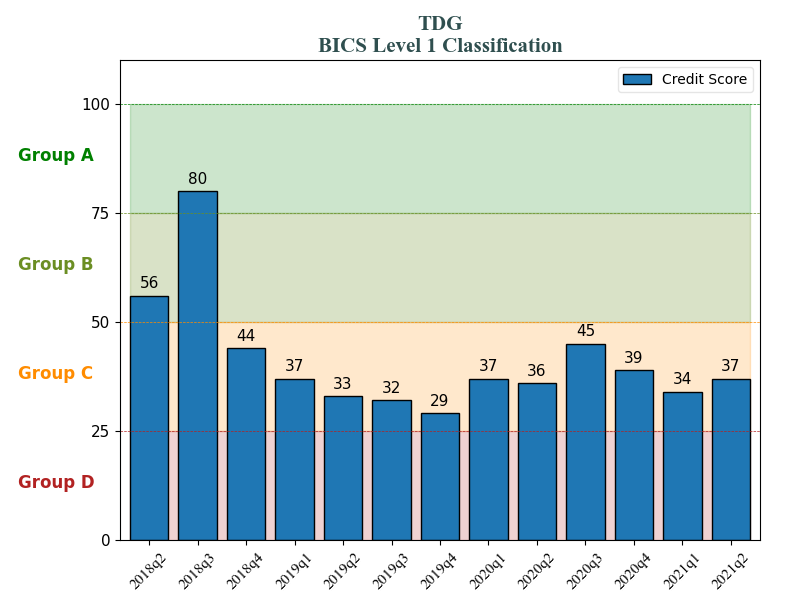 TDG
BICS Level 1 Classification
Credit Score
100
75
50
25
0
Group A
Group B
Group C
Group D
56
80
44
37
33
32
29
37
36
45
39
34
37
2018q2
2018q3
2018q4
2019q1
2019q2
2019q3
2019q4
2020q1
2020q2
2020q3
2020q4
2021q1
2021q2